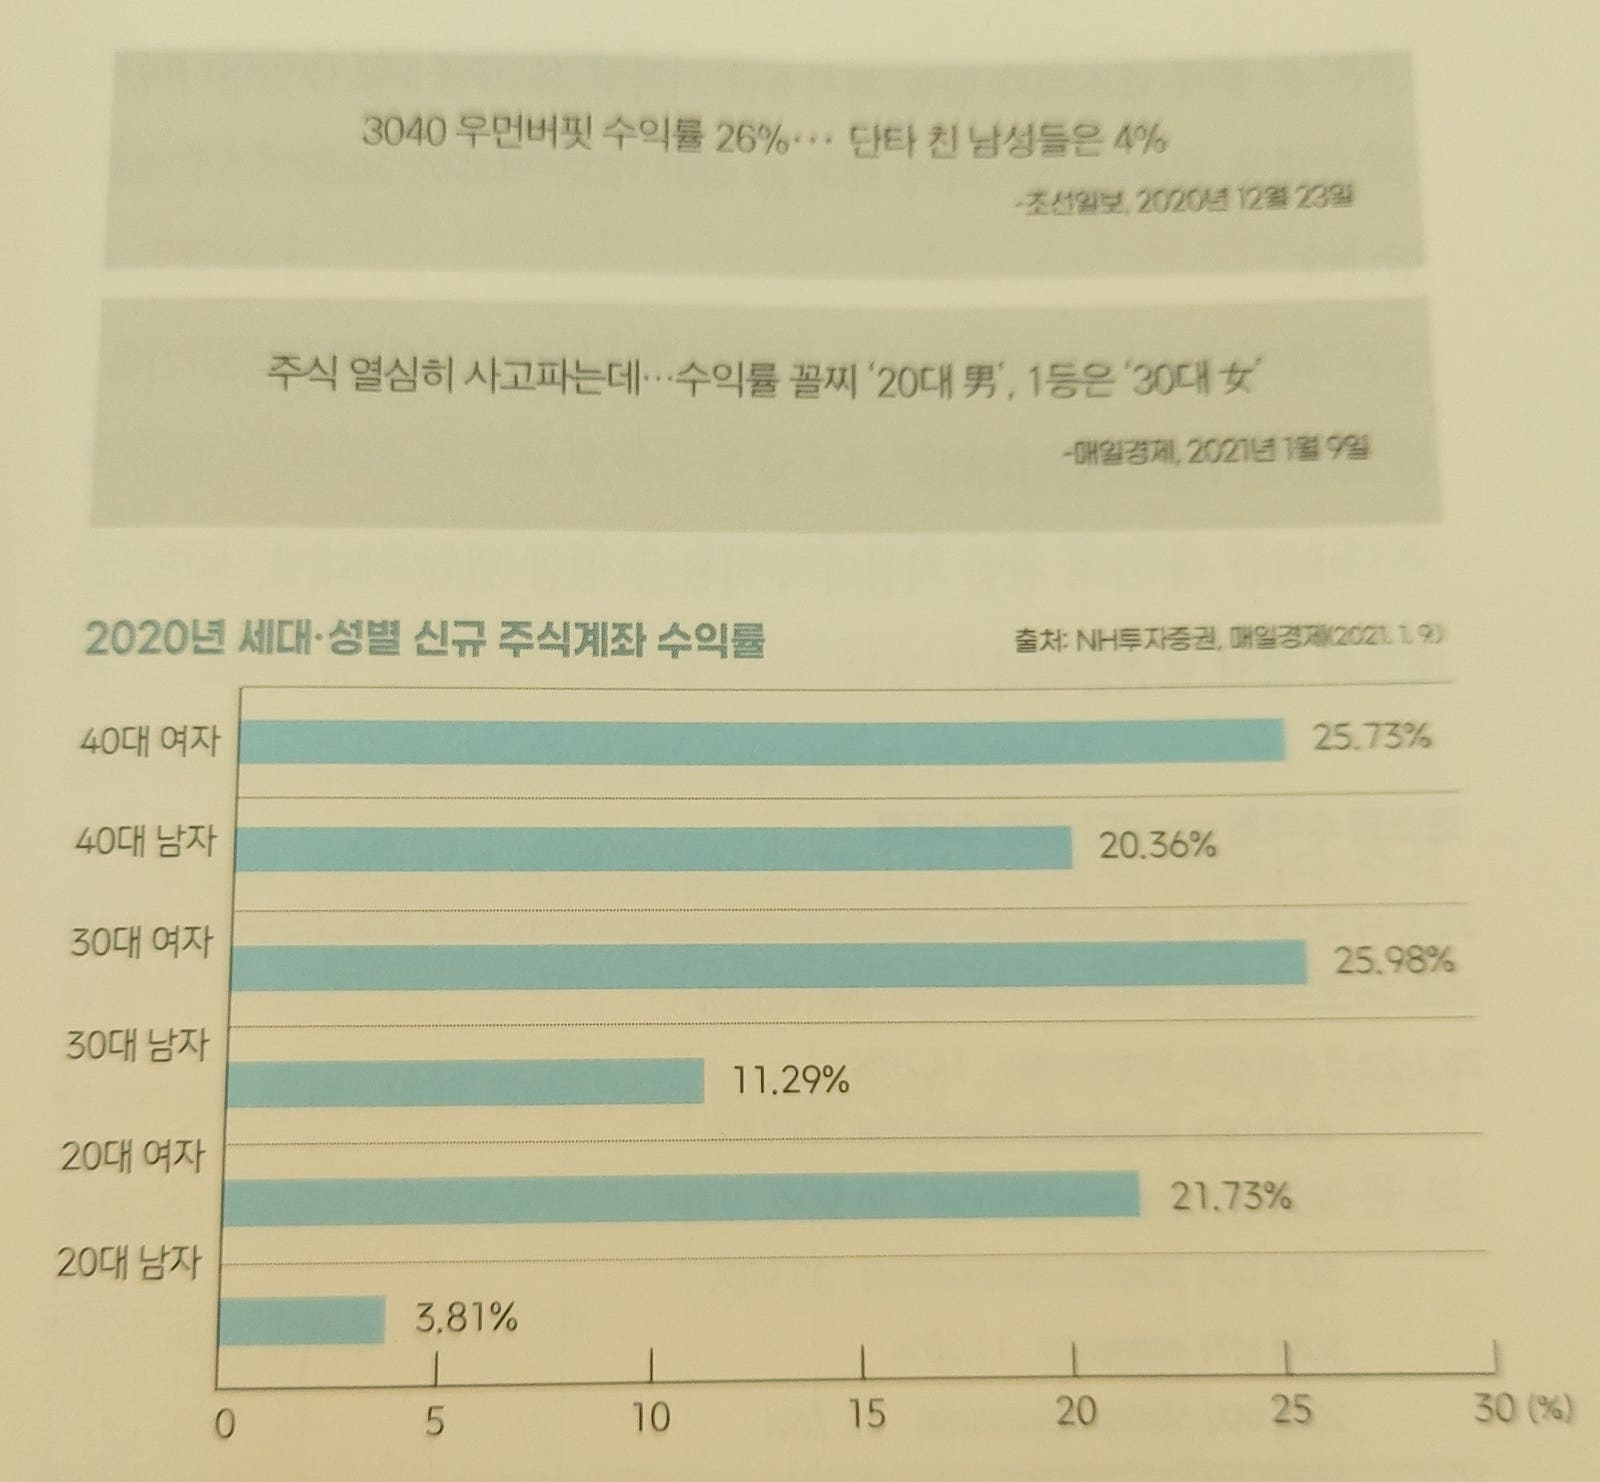 3040 우먼버핏 수익률 26%··· 단타 친 남성들은 4%
-조선일보, 2020년 12월 23일
주식 열심히 사고파는데···수익률 꼴찌 ‘20대 男’, 1등은 ‘30대 女’
-매일경제, 2021년 1월 9일
2020년 세대·성별 신규 주식계좌 수익률
출처: NH투자증권, 매일경제(2021. 1. 9.)
40대 여자 25.73%
40대 남자 20.36%
30대 여자 25.98%
30대 남자 11.29%
20대 여자 21.73%
20대 남자 3.81%
0 5 10 15 20 25 30 (%)